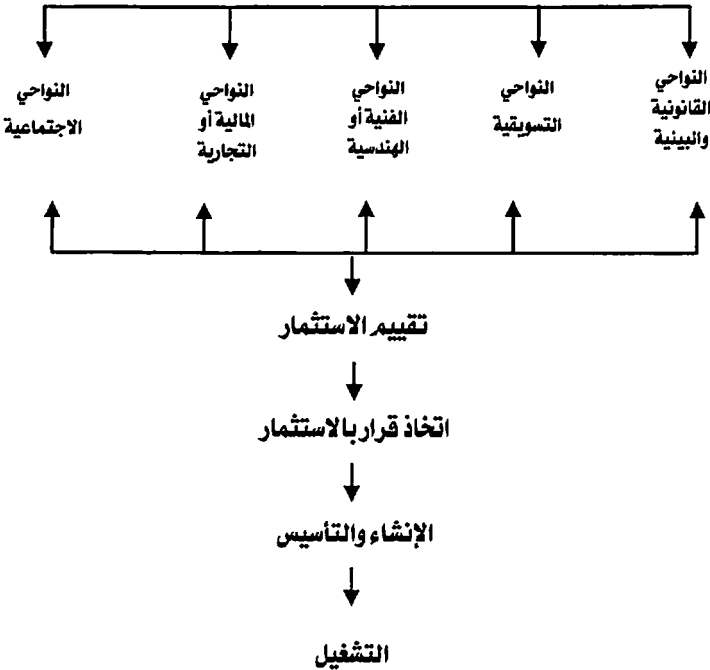 النواحي
القانونية
والبينية
النواحي
التسويقية
النواحي
الفنية أو
الهندسية
النواحي
المالية أو
التجارية
النواحي
الاجتماعية
تقييم الاستثمار
اتخاذ قرار بالاستثمار
الإنشاء والتأسيس
التشغيل